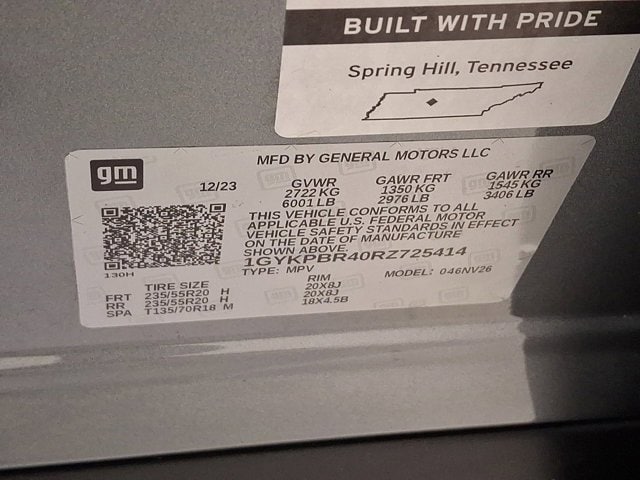 BUILT WITH PRIDE
Spring Hill, Tennessee
gm
MFD BY GENERAL MOTORS LLC
12/23
GVWR GAWR FRT GAWR RR
2722 KG 1350 KG 1545 KG
6001 LB 2976 LB 3406 LB
THIS VEHICLE CONFORMS TO ALL
APPLICABLE U.S. FEDERAL MOTOR
VEHICLE SAFETY STANDARDS IN EFFECT
ON THE DATE OF MANUFACTURE
SHOWN ABOVE.
1GYKPBR40RZ725414
130H
TYPE: MPV MODEL: 046NV26
TIRE SIZE RIM
FRT 235/55R20 H 20X8J
RR 235/55R20 H 20X8J
SPA T135/70R18 M 18X4.5B